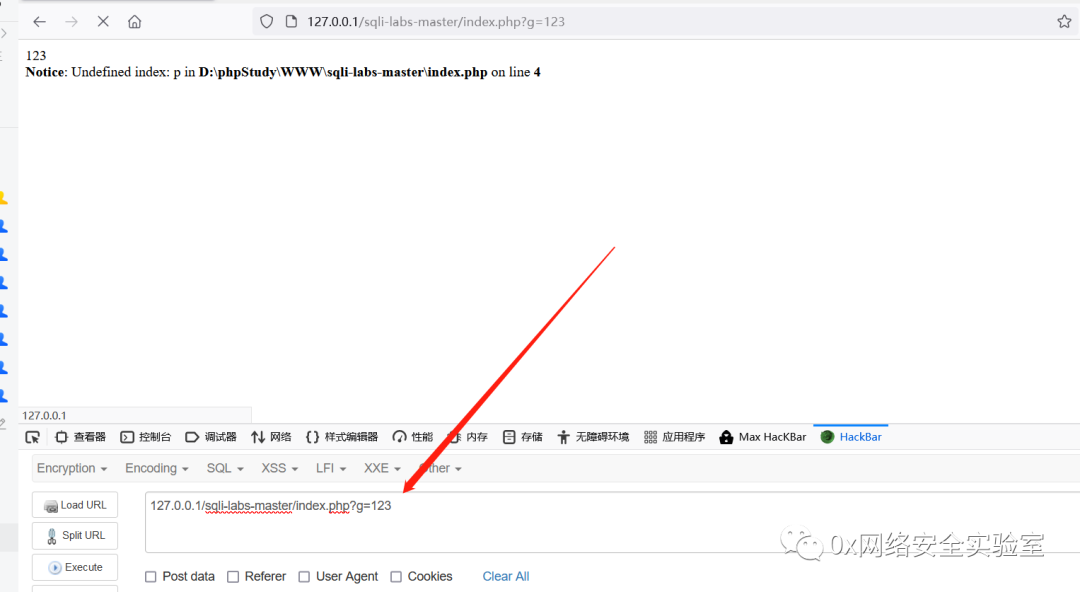 127.0.0.1/sqli-labs-master/index.php?g=123
123
Notice: Undefined index: p in D:\phpStudy\WWW\sqli-labs-master\index.php on line 4
127.0.0.1
查看器 控制台 调试器 网络 样式编辑器 性能 内存 存储 无障碍环境 应用程序 Max HacKBar HackBar
Encryption Encoding SQL XSS LFI XXE Other
Load URL 127.0.0.1/sqli-labs-master/index.php?g=123
Split URL
0x网络安全实验室
Execute
Post data Referer User Agent Cookies Clear All